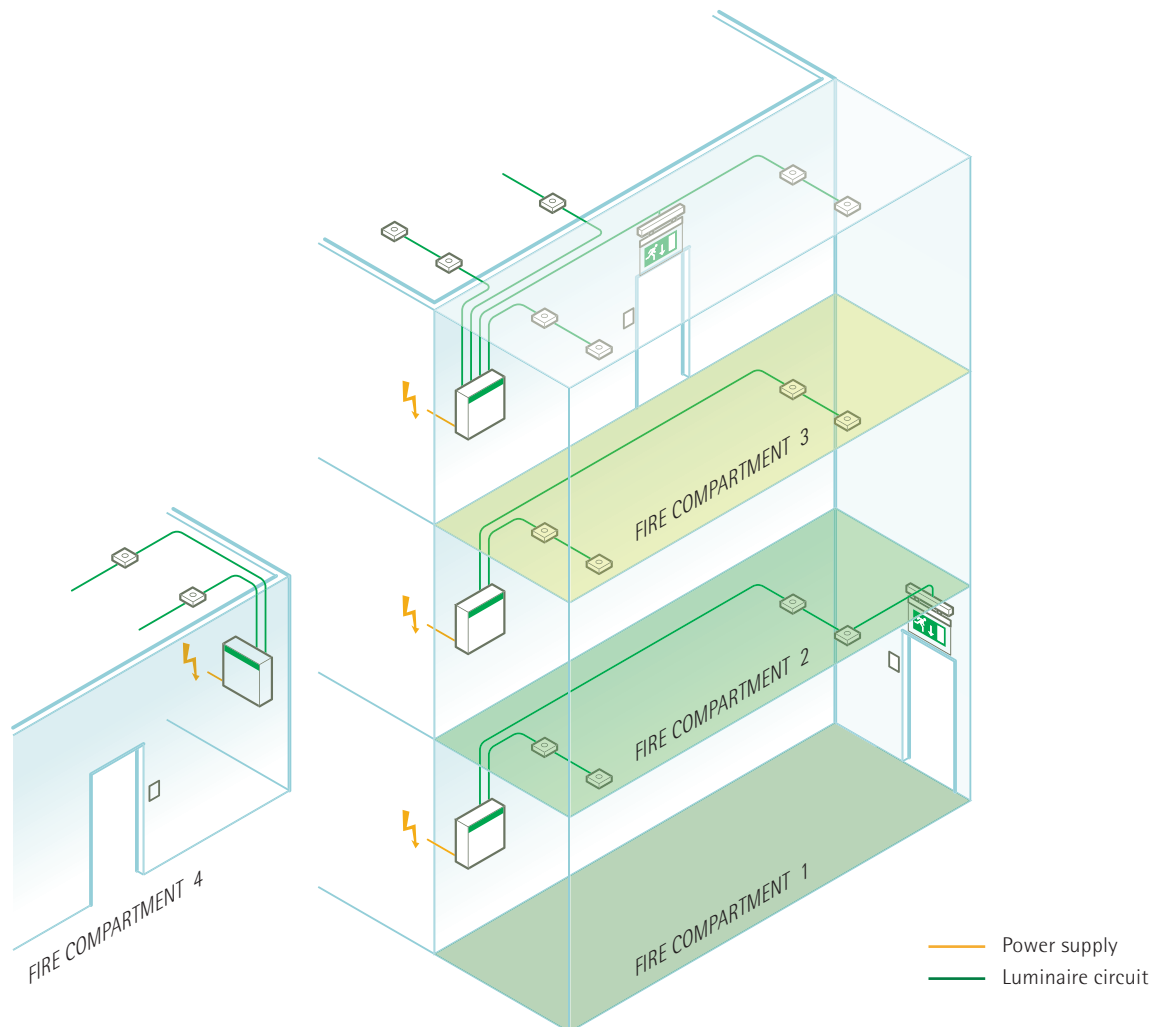 FIRE COMPARTMENT 3
FIRE COMPARTMENT 2
FIRE COMPARTMENT 4
FIRE COMPARTMENT 1
Power supply
Luminaire circuit